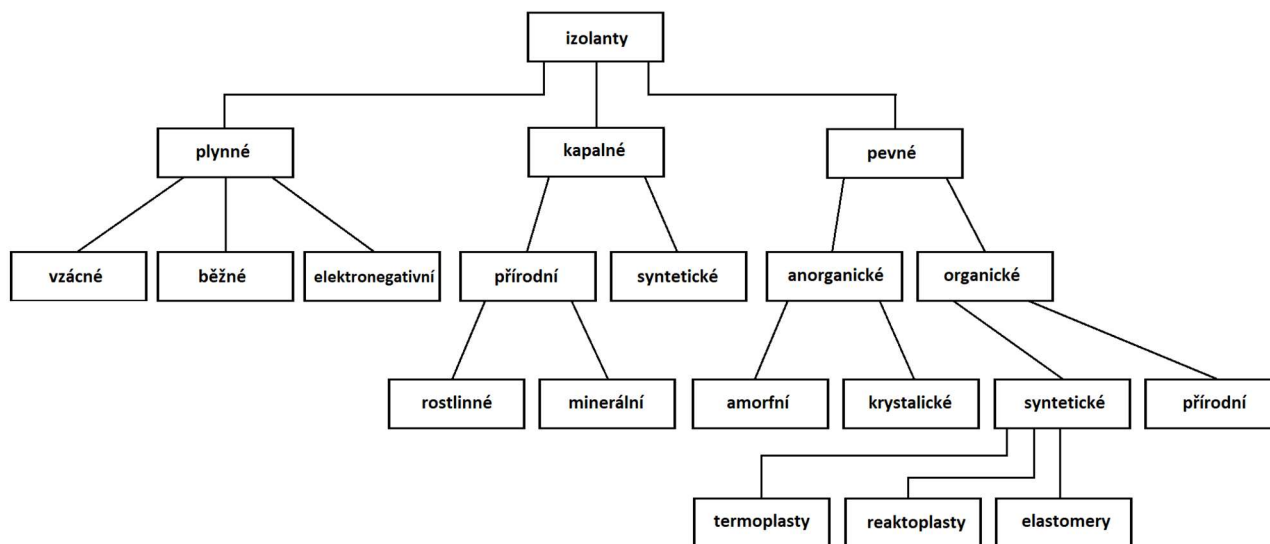 izolanty
plynné
kapalné
pevné
vzácné
běžné
elektronegativní
přírodní
syntetické
anorganické
organické
rostlinné
minerální
amorfní
krystalické
syntetické
přírodní
termoplasty
reaktoplasty
elastomery